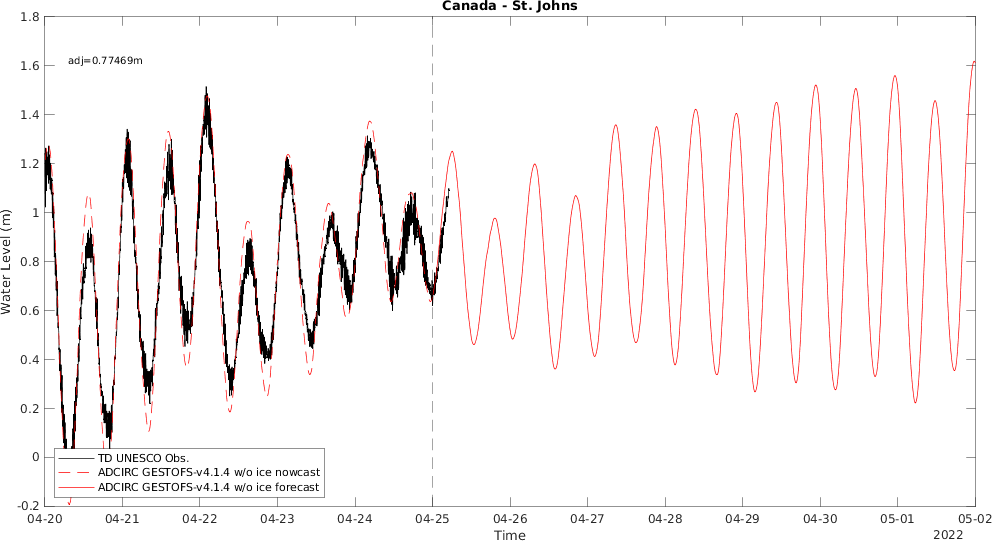 Canada - St. Johns
1.8
1.6
1.4
1.2
1
0.8
0.6
0.4
0.2
0
-0.2
Water Level (m)
adj=0.77469m
TD UNESCO Obs.
ADCIRC GESTOFS-v4.1.4 w/o ice nowcast
ADCIRC GESTOFS-v4.1.4 w/o ice forecast
04-20 04-21 04-22 04-23 04-24 04-25 04-26 04-27 04-28 04-29 04-30 05-01 05-02
Time
2022